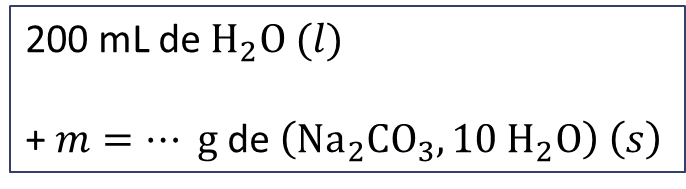 200 mL de H₂O (l)
+ m = ⋯ g de (Na₂CO₃, 10 H₂O) (s)